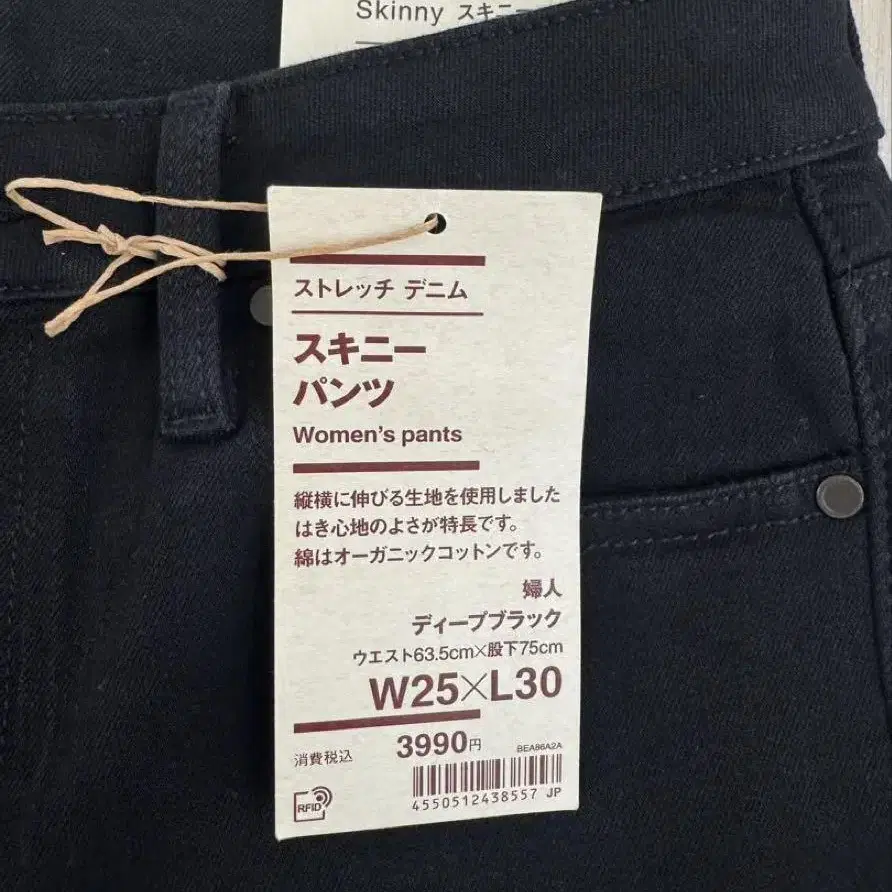 Skinny スキニー
ストレッチ デニム
スキニー
パンツ
Women's pants
縦横に伸びる生地を使用しました
はき心地のよさが特長です。
綿はオーガニックコットンです。
婦人
ディープブラック
ウエスト63.5cm×股下75cm
W25×L30
消費税込 3990円
BEA86A2A
4550512438557 JP
RFID